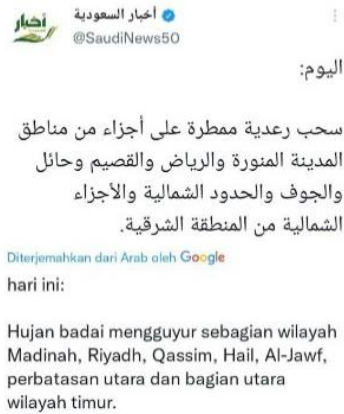 أخبار
أخبار السعودية
@SaudiNews50
اليوم:
سحب رعدية ممطرة على أجزاء من مناطق
المدينة المنورة والرياض والقصيم وحائل
والجوف والحدود الشمالية والأجزاء
الشمالية من المنطقة الشرقية.
Diterjemahkan dari Arab oleh Google
hari ini:
Hujan badai mengguyur sebagian wilayah
Madinah, Riyadh, Qassim, Hail, Al-Jawf,
perbatasan utara dan bagian utara
wilayah timur.